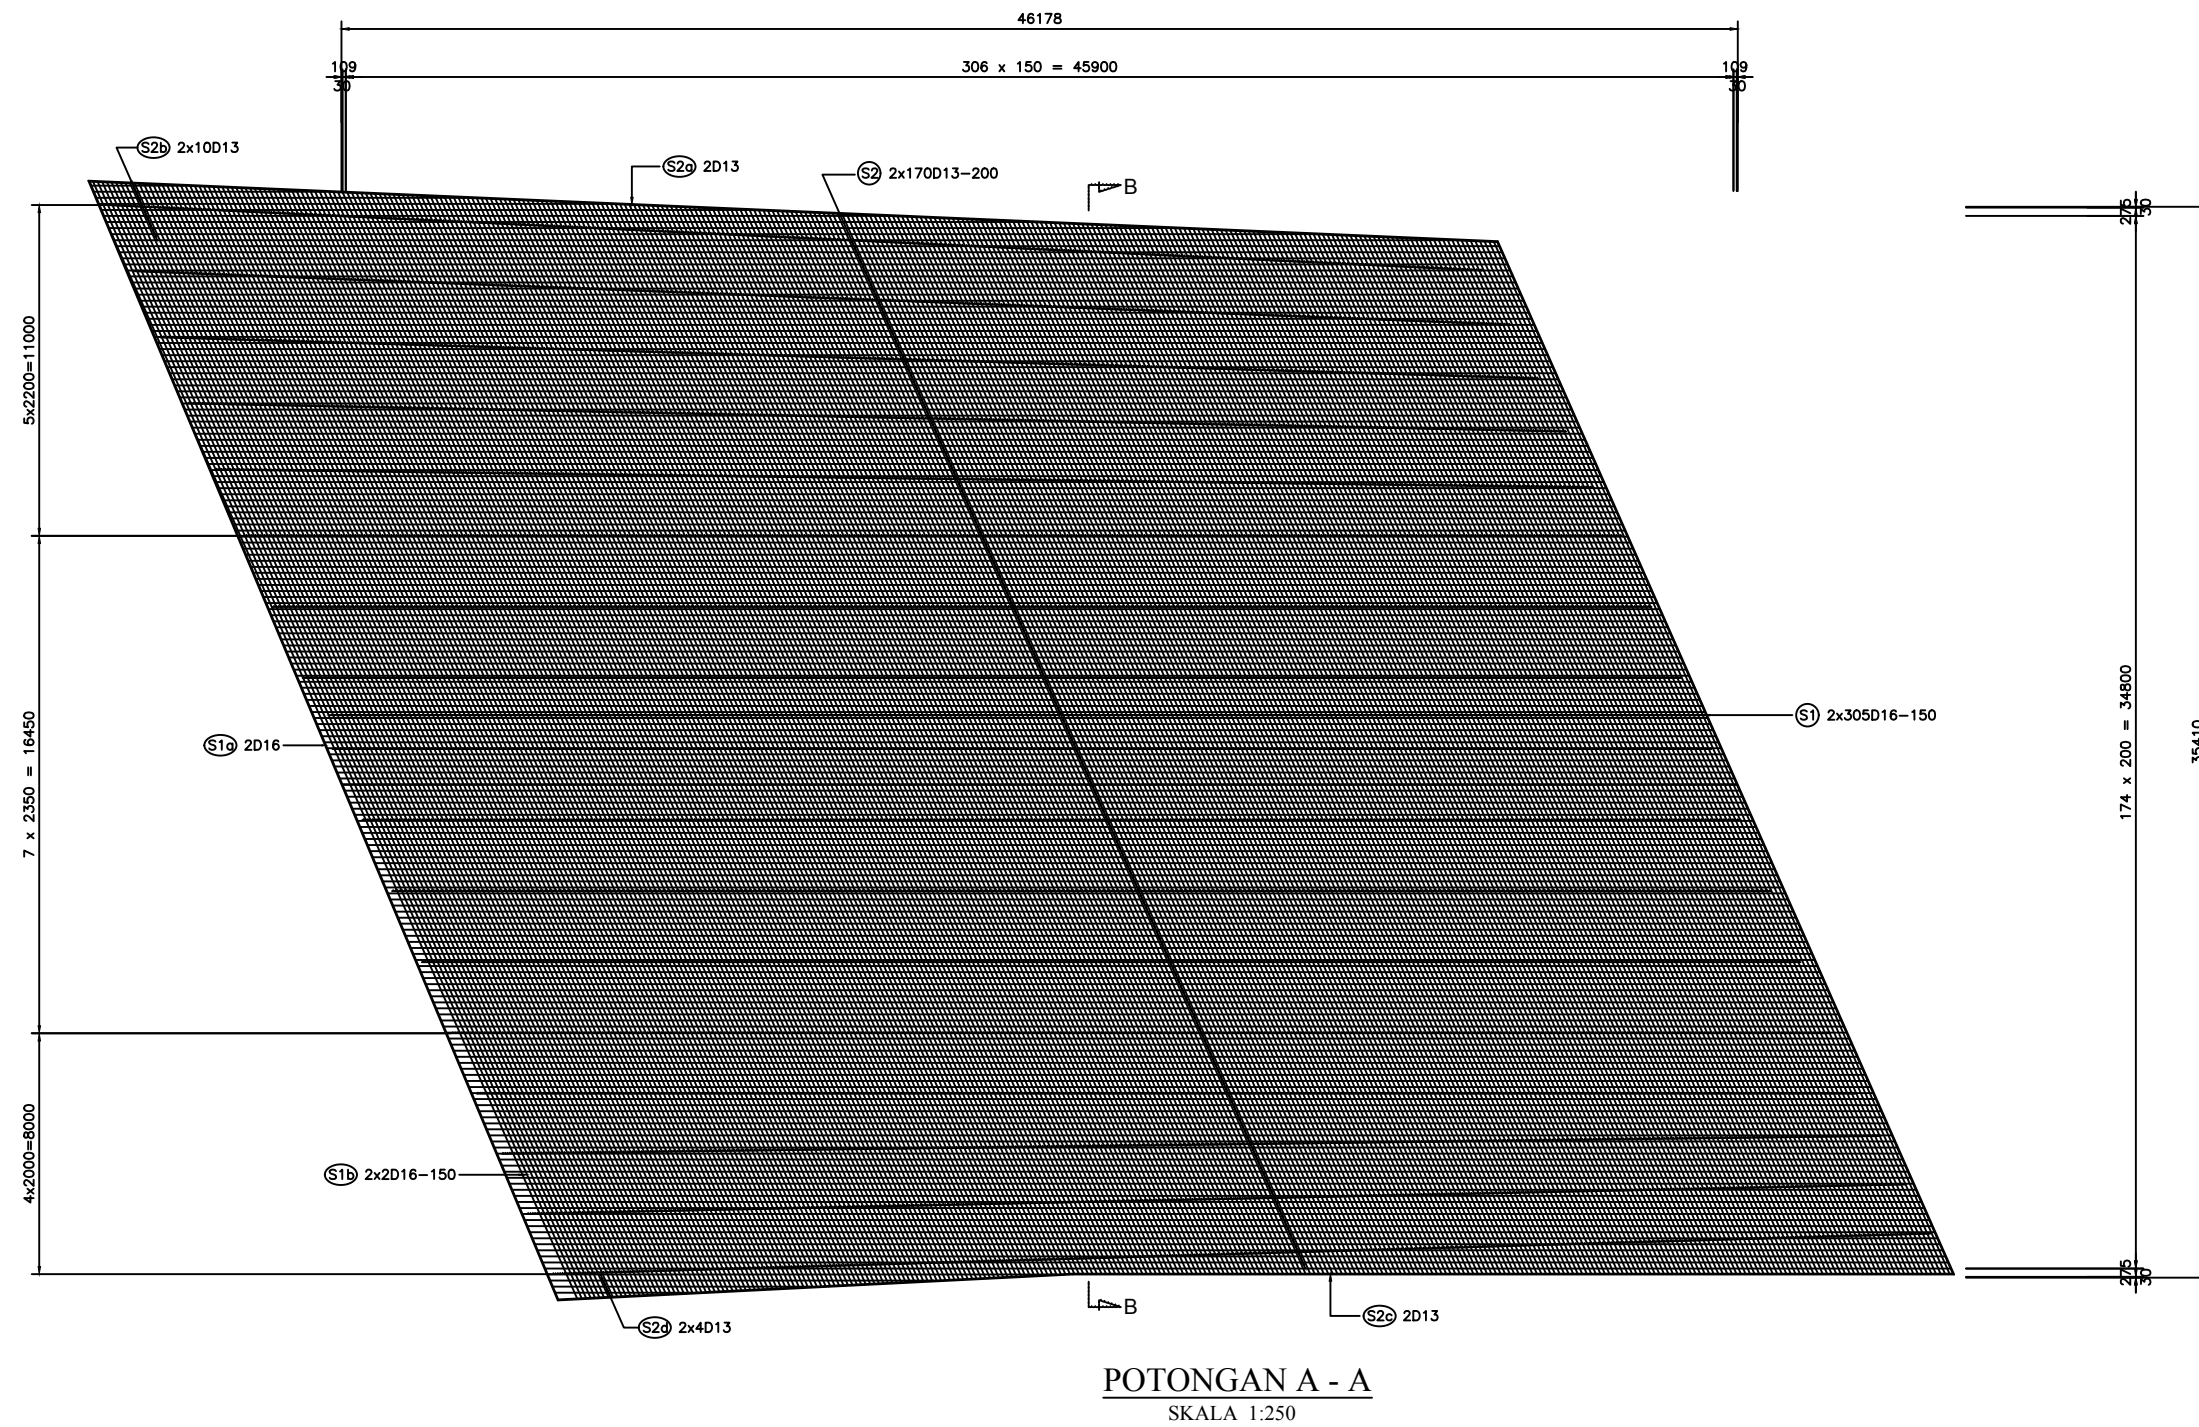 46178
109
306 x 150 = 45900
109
30
30
S2b 2x10D13
S2a 2D13
S2 2x170D13-200
B
275
30
5x2200=11000
7 x 2350 = 16450
4x2000=8000
S1a 2D16
S1 2x305D16-150
174 x 200 = 34800
35410
S1b 2x2D16-150
275
30
B
S2d 2x4D13
S2c 2D13
POTONGAN A - A
SKALA 1:250